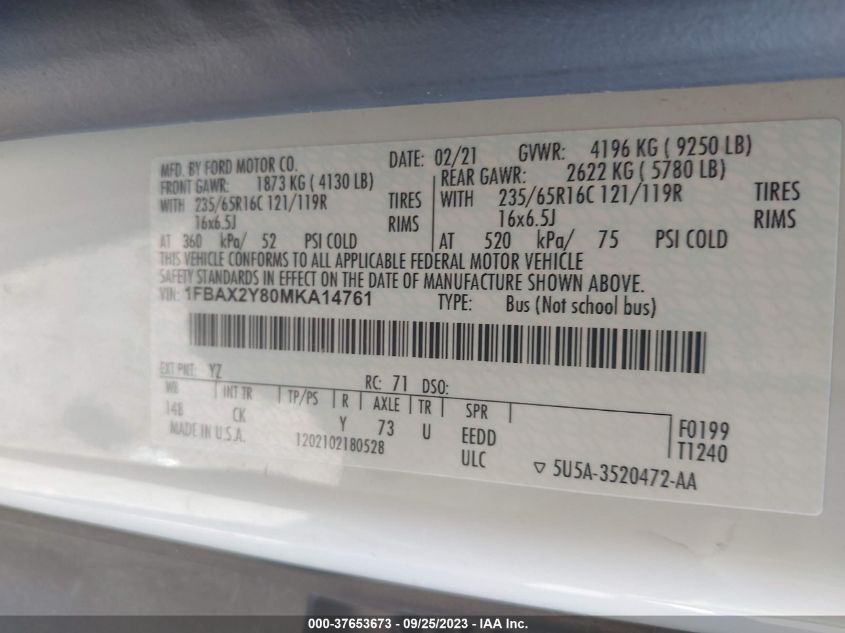 MFD. BY FORD MOTOR CO. DATE: 02/21 GVWR: 4196 KG ( 9250 LB)
FRONT GAWR: 1873 KG ( 4130 LB) REAR GAWR: 2622 KG ( 5780 LB)
WITH 235/65R16C 121/119R TIRES WITH 235/65R16C 121/119R TIRES
16x6.5J RIMS 16x6.5J RIMS
AT 360 kPa/ 52 PSI COLD AT 520 kPa/ 75 PSI COLD
THIS VEHICLE CONFORMS TO ALL APPLICABLE FEDERAL MOTOR VEHICLE
SAFETY STANDARDS IN EFFECT ON THE DATE OF MANUFACTURE SHOWN ABOVE.
VIN: 1FBAX2Y80MKA14761 TYPE: Bus (Not school bus)
EXT PNT: YZ RC: 71 DSO:
WB INT TR TP/PS R AXLE TR SPR
148 CK Y 73 U EEDD F0199
MADE IN U.S.A. 1202102180528 ULC T1240
5U5A-3520472-AA
000-37653673 - 09/25/2023 - IAA Inc.